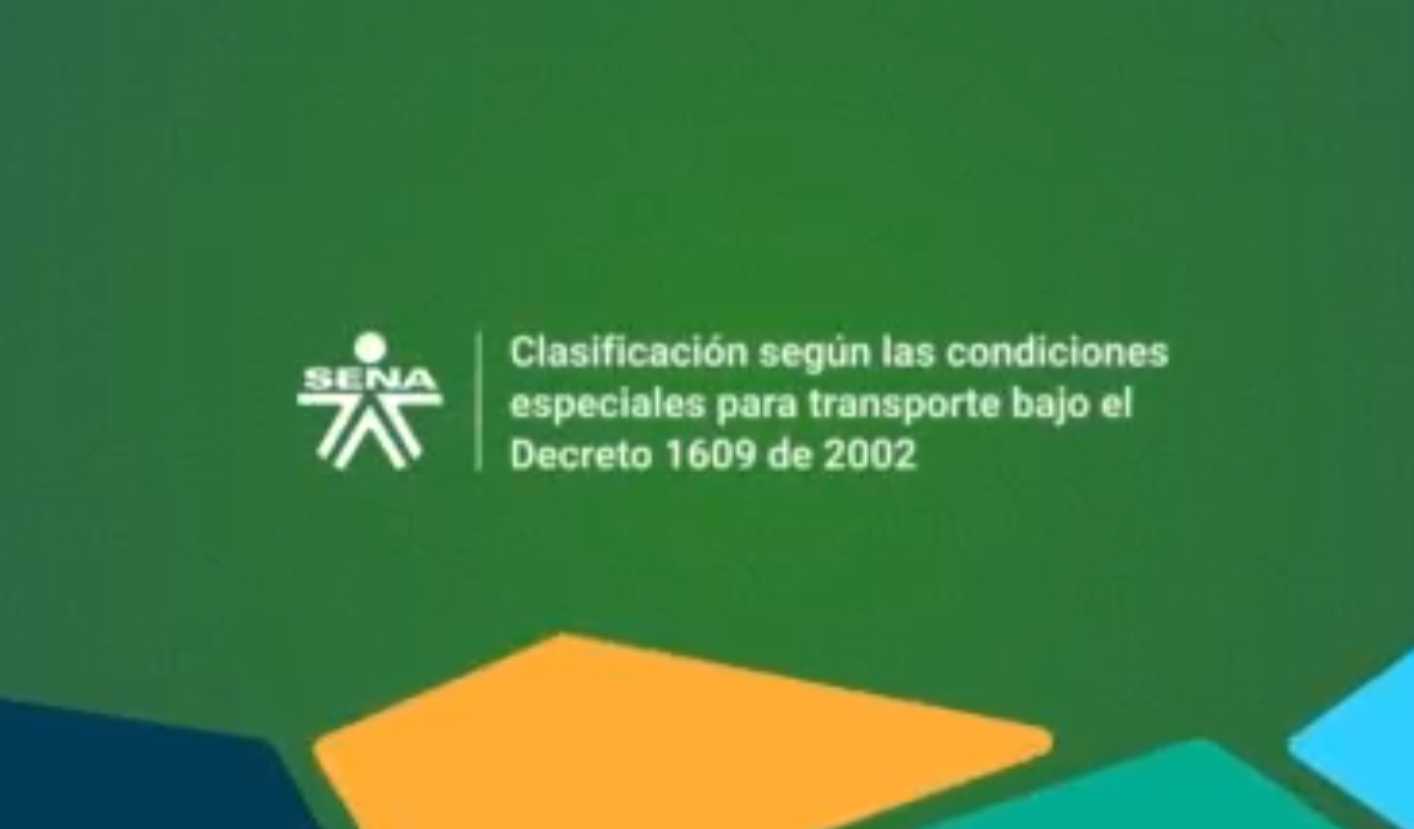 SENA
Clasificación según las condiciones
especiales para transporte bajo el
Decreto 1609 de 2002